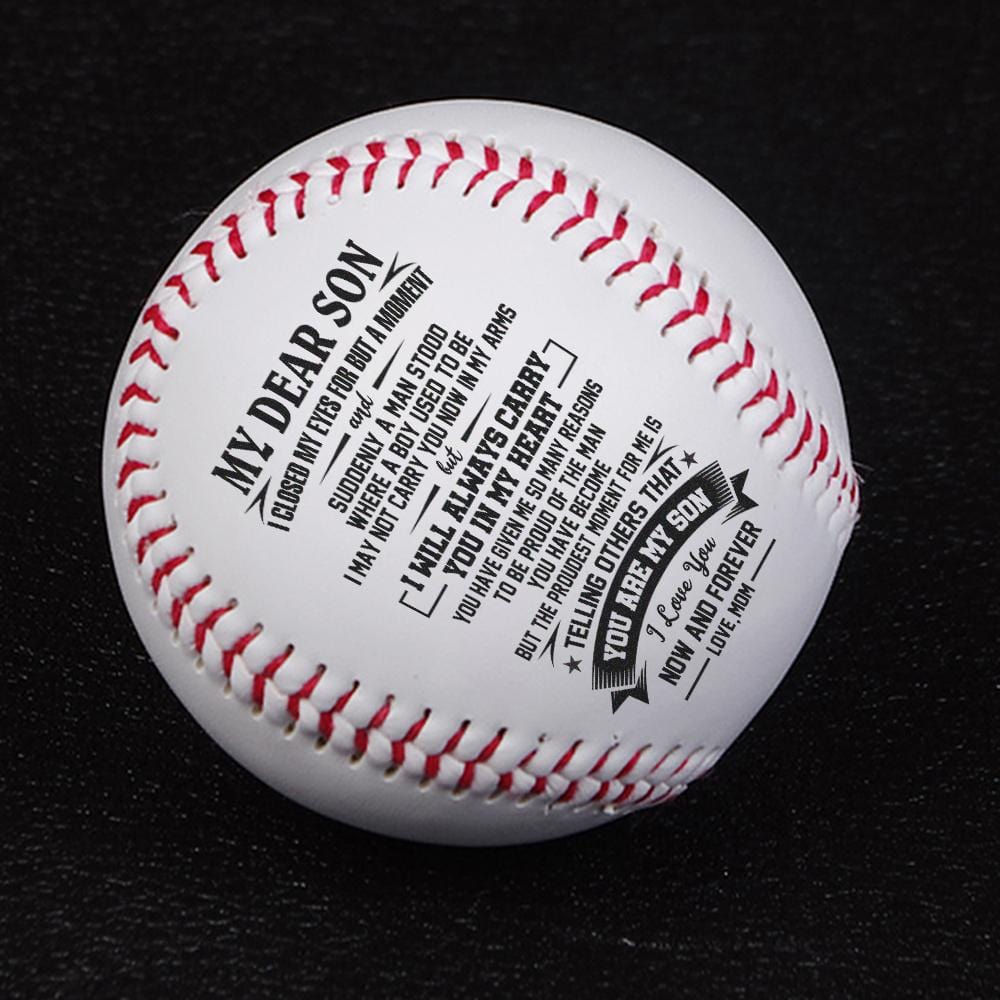 MY DEAR SON
I CLOSED MY EYES FOR BUT A MOMENT
and
SUDDENLY A MAN STOOD
WHERE A BOY USED TO BE
I MAY NOT CARRY YOU NOW IN MY ARMS
but
I WILL ALWAYS CARRY
YOU IN MY HEART
YOU HAVE GIVEN ME SO MANY REASONS
TO BE PROUD OF THE MAN
YOU HAVE BECOME
BUT THE PROUDEST MOMENT FOR ME IS
TELLING OTHERS THAT
YOU ARE MY SON
I Love You
NOW AND FOREVER
LOVE, MOM